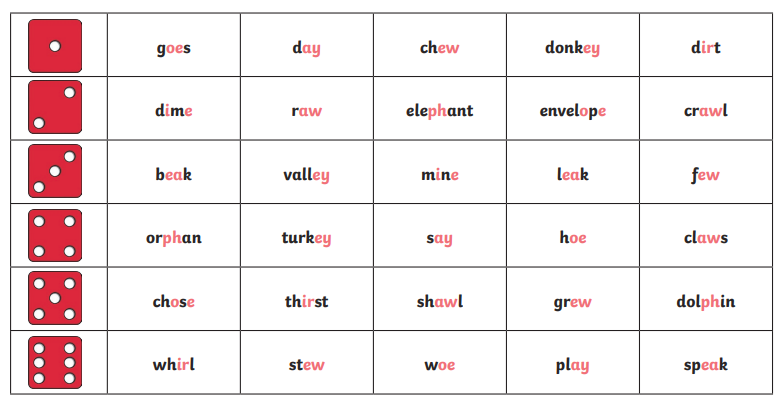 goes day chew donkey dirt
dime raw elephant envelope crawl
beak valley mine leak few
orphan turkey say hoe claws
chose thirst shawl grew dolphin
whirl stew woe play speak